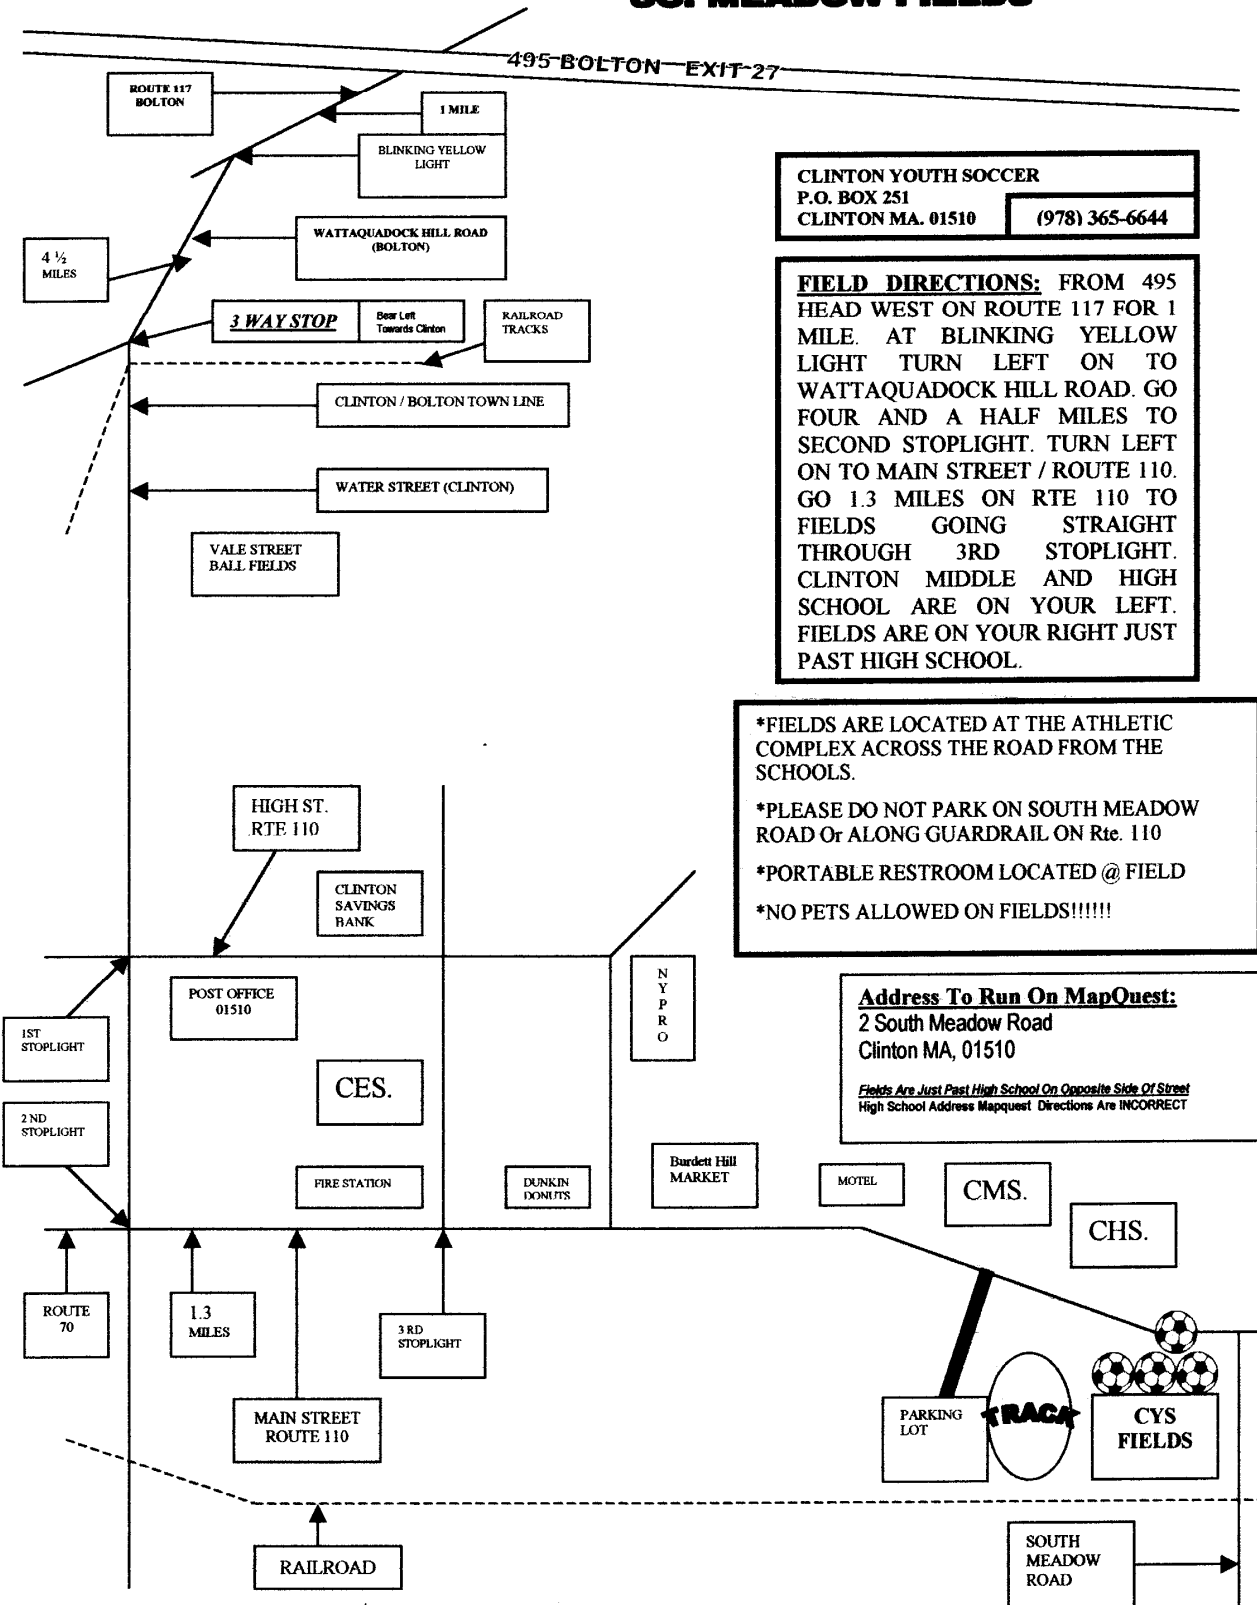 SO. MEADOW FIELDS
495 BOLTON EXIT 27
ROUTE 117
BOLTON
1 MILE
BLINKING YELLOW
LIGHT
WATTAQUADOCK HILL ROAD
(BOLTON)
4 ½
MILES
3 WAY STOP
Bear Left
Towards Clinton
RAILROAD
TRACKS
CLINTON / BOLTON TOWN LINE
WATER STREET (CLINTON)
VALE STREET
BALL FIELDS
CLINTON YOUTH SOCCER
P.O. BOX 251
CLINTON MA. 01510
(978) 365-6644
FIELD DIRECTIONS: FROM 495
HEAD WEST ON ROUTE 117 FOR 1
MILE. AT BLINKING YELLOW
LIGHT TURN LEFT ON TO
WATTAQUADOCK HILL ROAD. GO
FOUR AND A HALF MILES TO
SECOND STOPLIGHT. TURN LEFT
ON TO MAIN STREET / ROUTE 110.
GO 1.3 MILES ON RTE 110 TO
FIELDS GOING STRAIGHT
THROUGH 3RD STOPLIGHT.
CLINTON MIDDLE AND HIGH
SCHOOL ARE ON YOUR LEFT.
FIELDS ARE ON YOUR RIGHT JUST
PAST HIGH SCHOOL.
*FIELDS ARE LOCATED AT THE ATHLETIC
COMPLEX ACROSS THE ROAD FROM THE
SCHOOLS.
*PLEASE DO NOT PARK ON SOUTH MEADOW
ROAD Or ALONG GUARDRAIL ON Rte. 110
*PORTABLE RESTROOM LOCATED @ FIELD
*NO PETS ALLOWED ON FIELDS!!!!!!
HIGH ST.
RTE 110
CLINTON
SAVINGS
BANK
POST OFFICE
01510
N
Y
P
R
O
Address To Run On MapQuest:
2 South Meadow Road
Clinton MA, 01510
Fields Are Just Past High School On Opposite Side Of Street
High School Address Mapquest Directions Are INCORRECT
1ST
STOPLIGHT
CES.
2 ND
STOPLIGHT
FIRE STATION
DUNKIN
DONUTS
Burdett Hill
MARKET
MOTEL
CMS.
CHS.
ROUTE
70
1.3
MILES
3 RD
STOPLIGHT
MAIN STREET
ROUTE 110
PARKING
LOT
TRACK
CYS
FIELDS
RAILROAD
SOUTH
MEADOW
ROAD